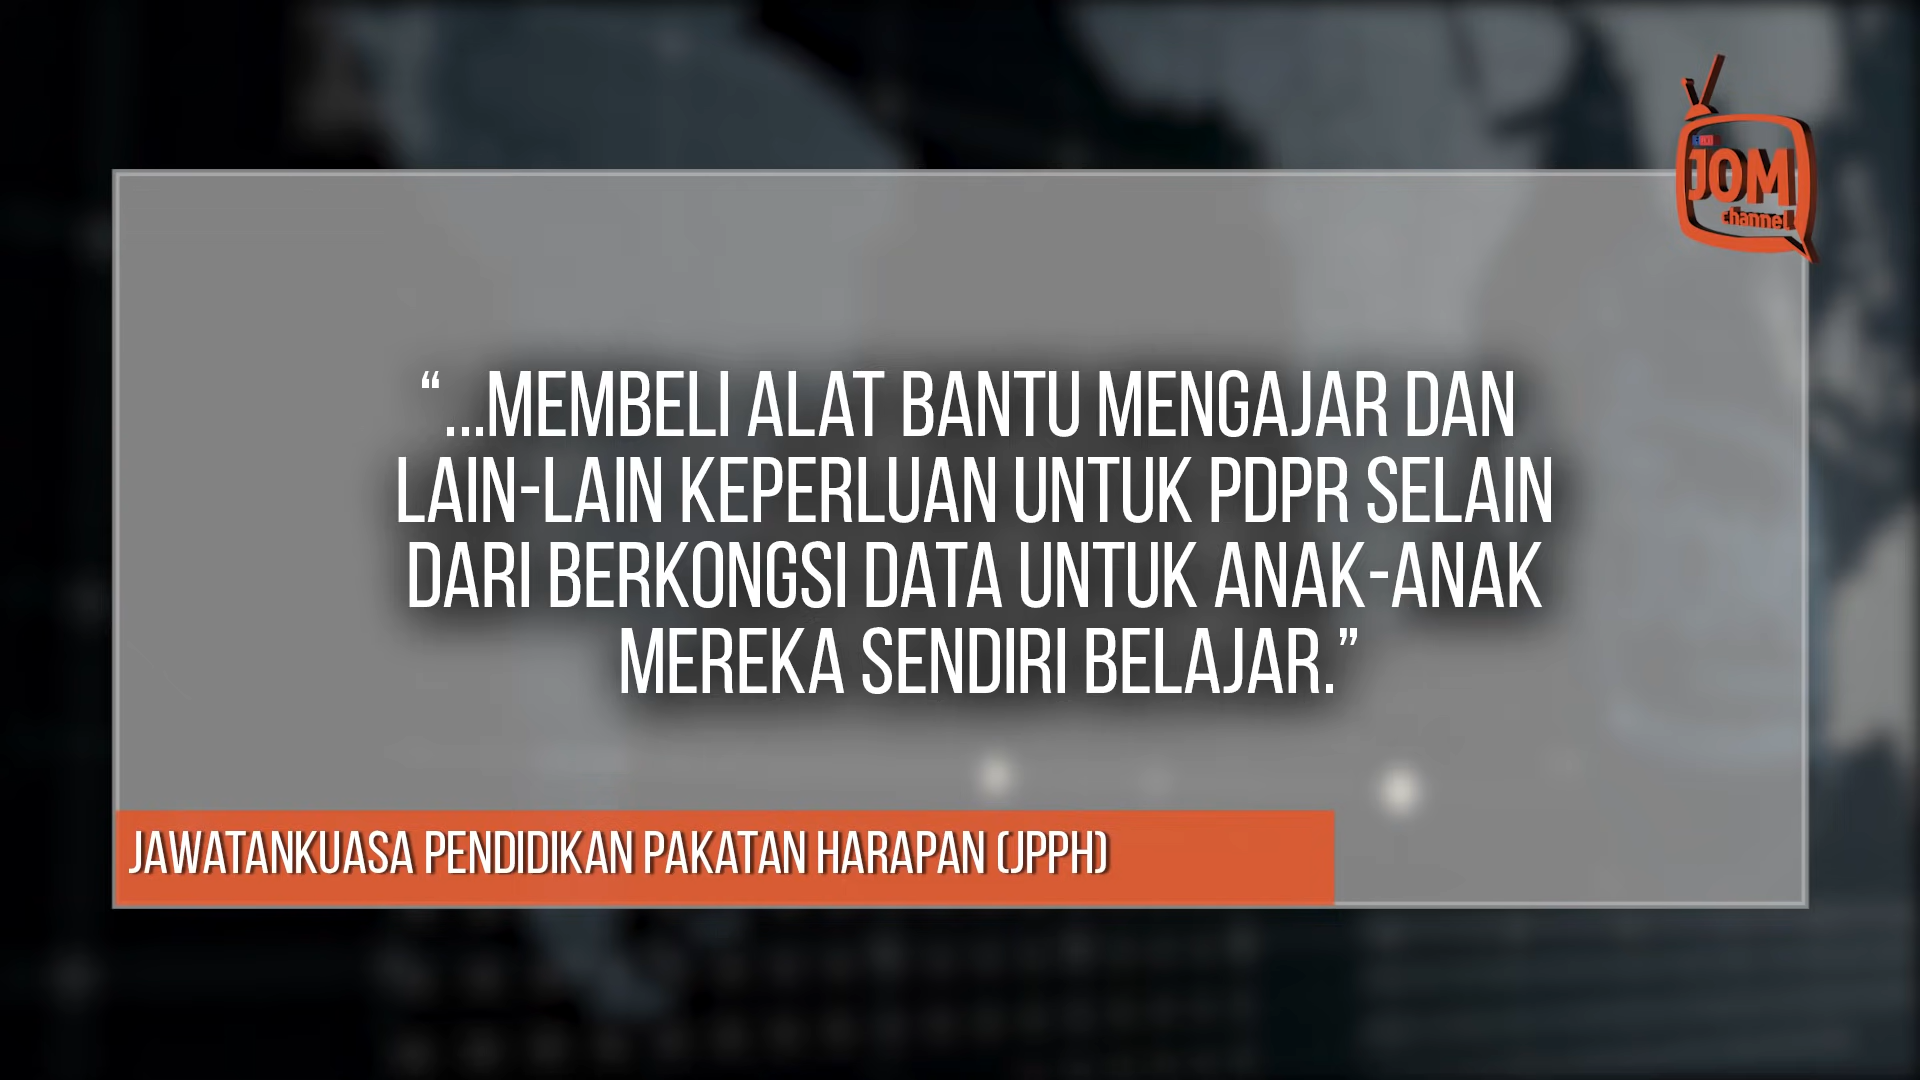 JOM
channel
“...MEMBELI ALAT BANTU MENGAJAR DAN
LAIN-LAIN KEPERLUAN UNTUK PDPR SELAIN
DARI BERKONGSI DATA UNTUK ANAK-ANAK
MEREKA SENDIRI BELAJAR.”
JAWATANKUASA PENDIDIKAN PAKATAN HARAPAN (JPPH)